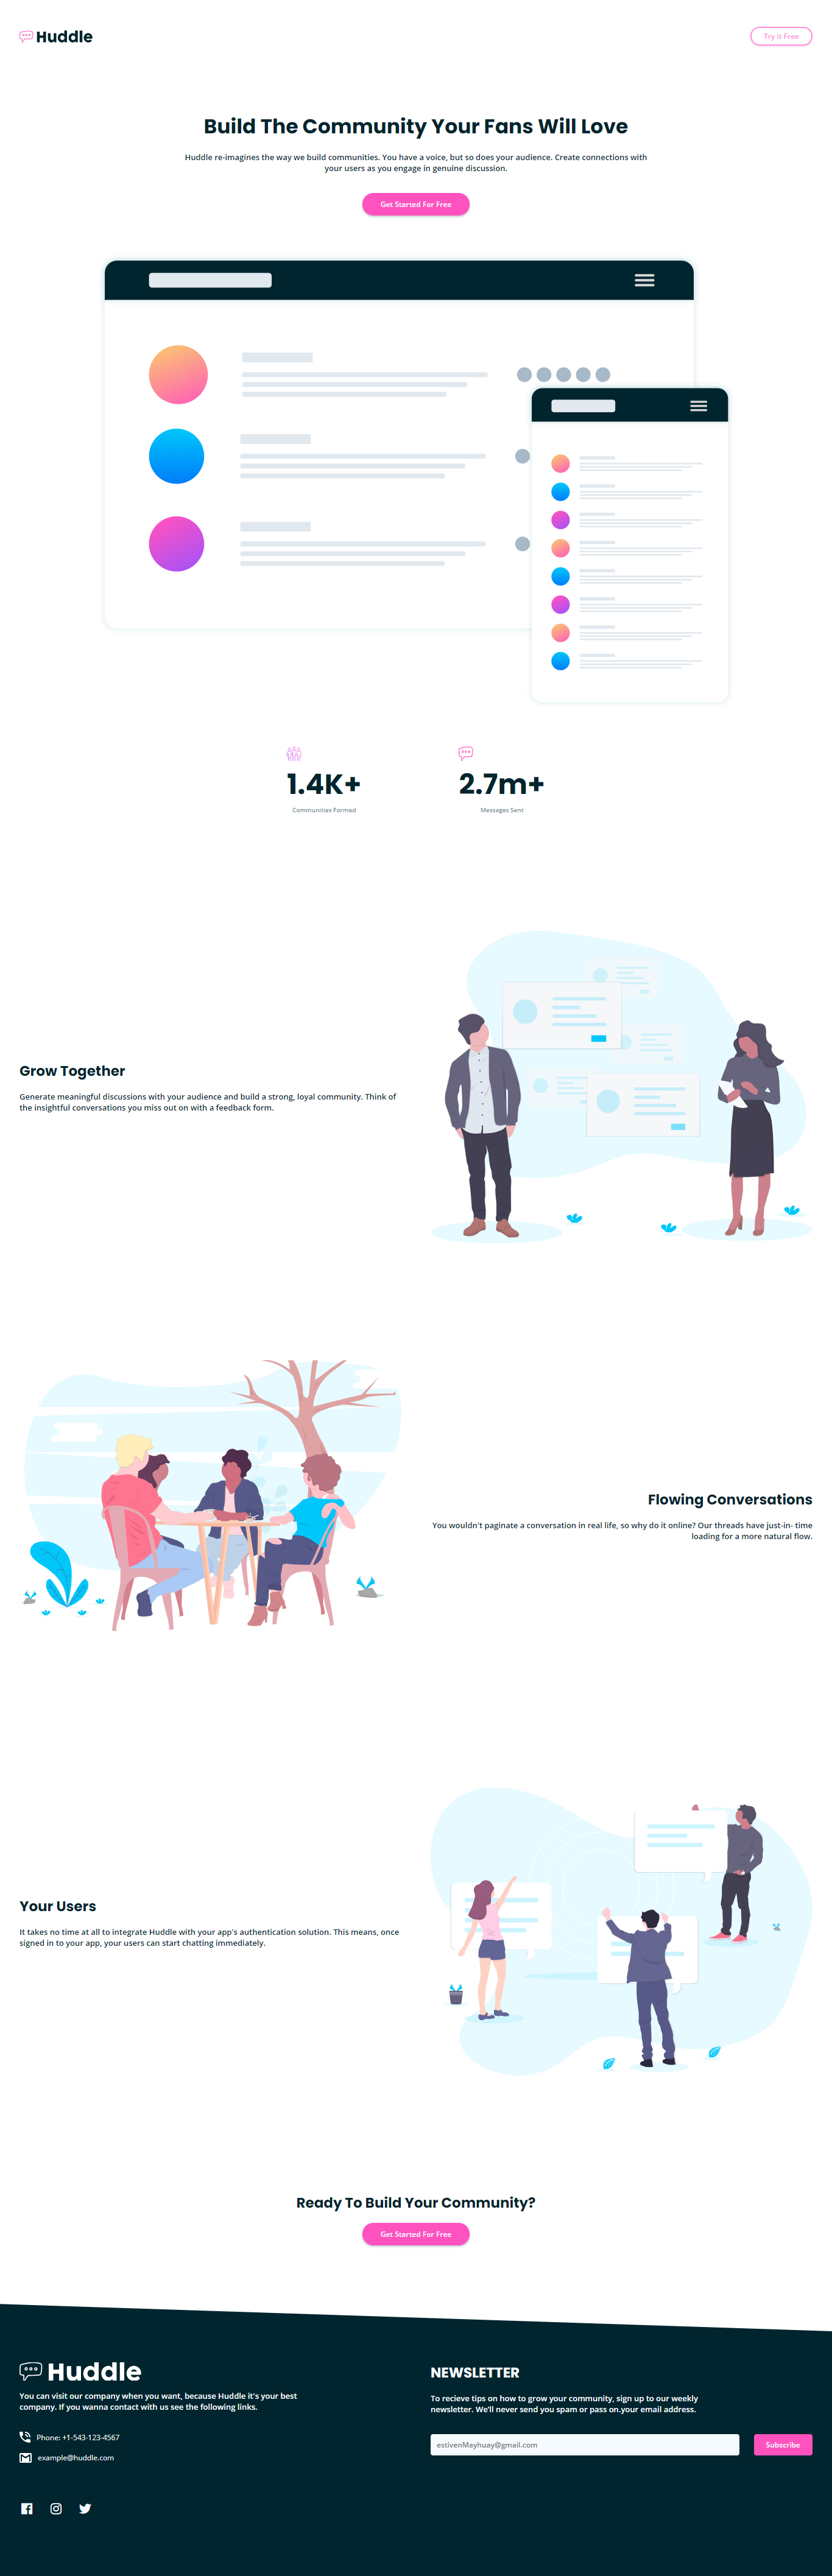 Huddle
Try it Free
Build The Community Your Fans Will Love
Huddle re-imagines the way we build communities. You have a voice, but so does your audience. Create connections with
your users as you engage in genuine discussion.
Get Started For Free
1.4K+
Communities Formed
2.7m+
Messages Sent
Grow Together
Generate meaningful discussions with your audience and build a strong, loyal community. Think of
the insightful conversations you miss out on with a feedback form.
Flowing Conversations
You wouldn't paginate a conversation in real life, so why do it online? Our threads have just-in- time
loading for a more natural flow.
Your Users
It takes no time at all to integrate Huddle with your app's authentication solution. This means, once
signed in to your app, your users can start chatting immediately.
Ready To Build Your Community?
Get Started For Free
Huddle
You can visit our company when you want, because Huddle it's your best
company. If you wanna contact with us see the following links.
Phone: +1-543-123-4567
example@huddle.com
NEWSLETTER
To recieve tips on how to grow your community, sign up to our weekly
newsletter. We'll never send you spam or pass on.your email address.
estivenMayhuay@gmail.com
Subscribe